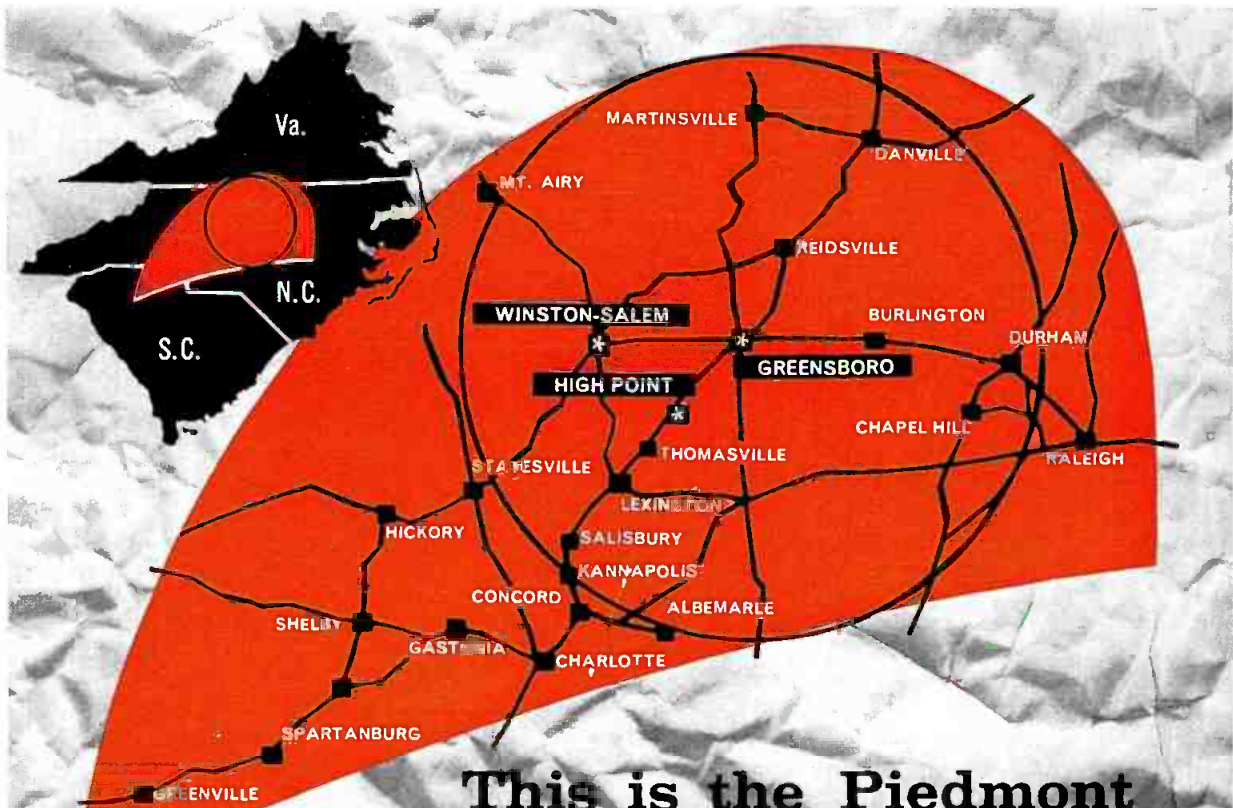 Va.
N.C.
S.C.
MARTINSVILLE
DANVILLE
MT. AIRY
REIDSVILLE
WINSTON-SALEM
BURLINGTON
DURHAM
GREENSBORO
HIGH POINT
CHAPEL HILL
RALEIGH
THOMASVILLE
STATESVILLE
LEXINGTON
HICKORY
SALISBURY
KANNAPOLIS
CONCORD
ALBEMARLE
SHELBY
GASTONIA
CHARLOTTE
SPARTANBURG
GREENVILLE
This is the Piedmont